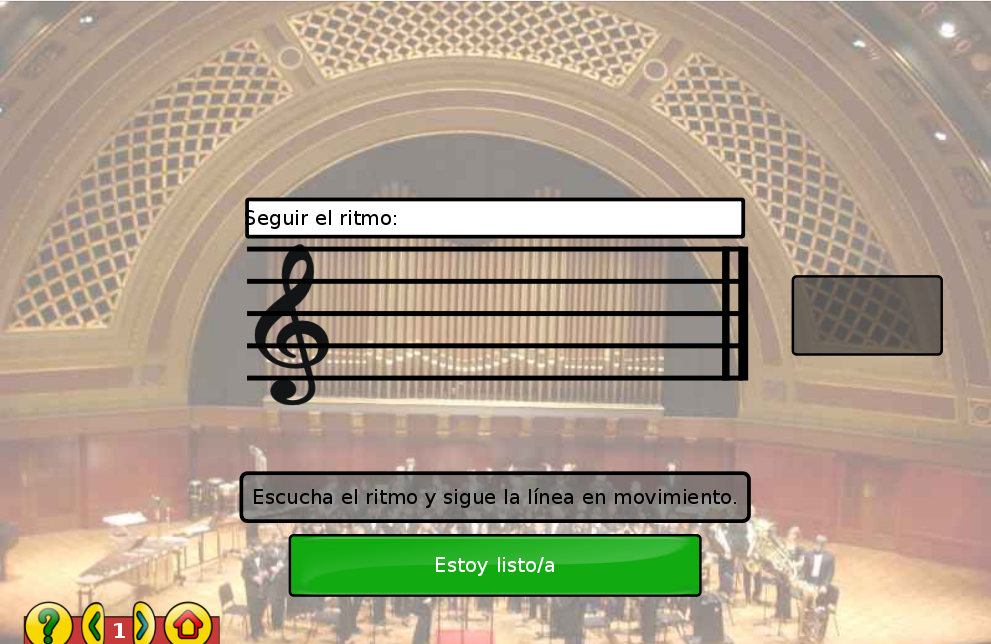 Seguir el ritmo:
Escucha el ritmo y sigue la línea en movimiento.
Estoy listo/a
? 1